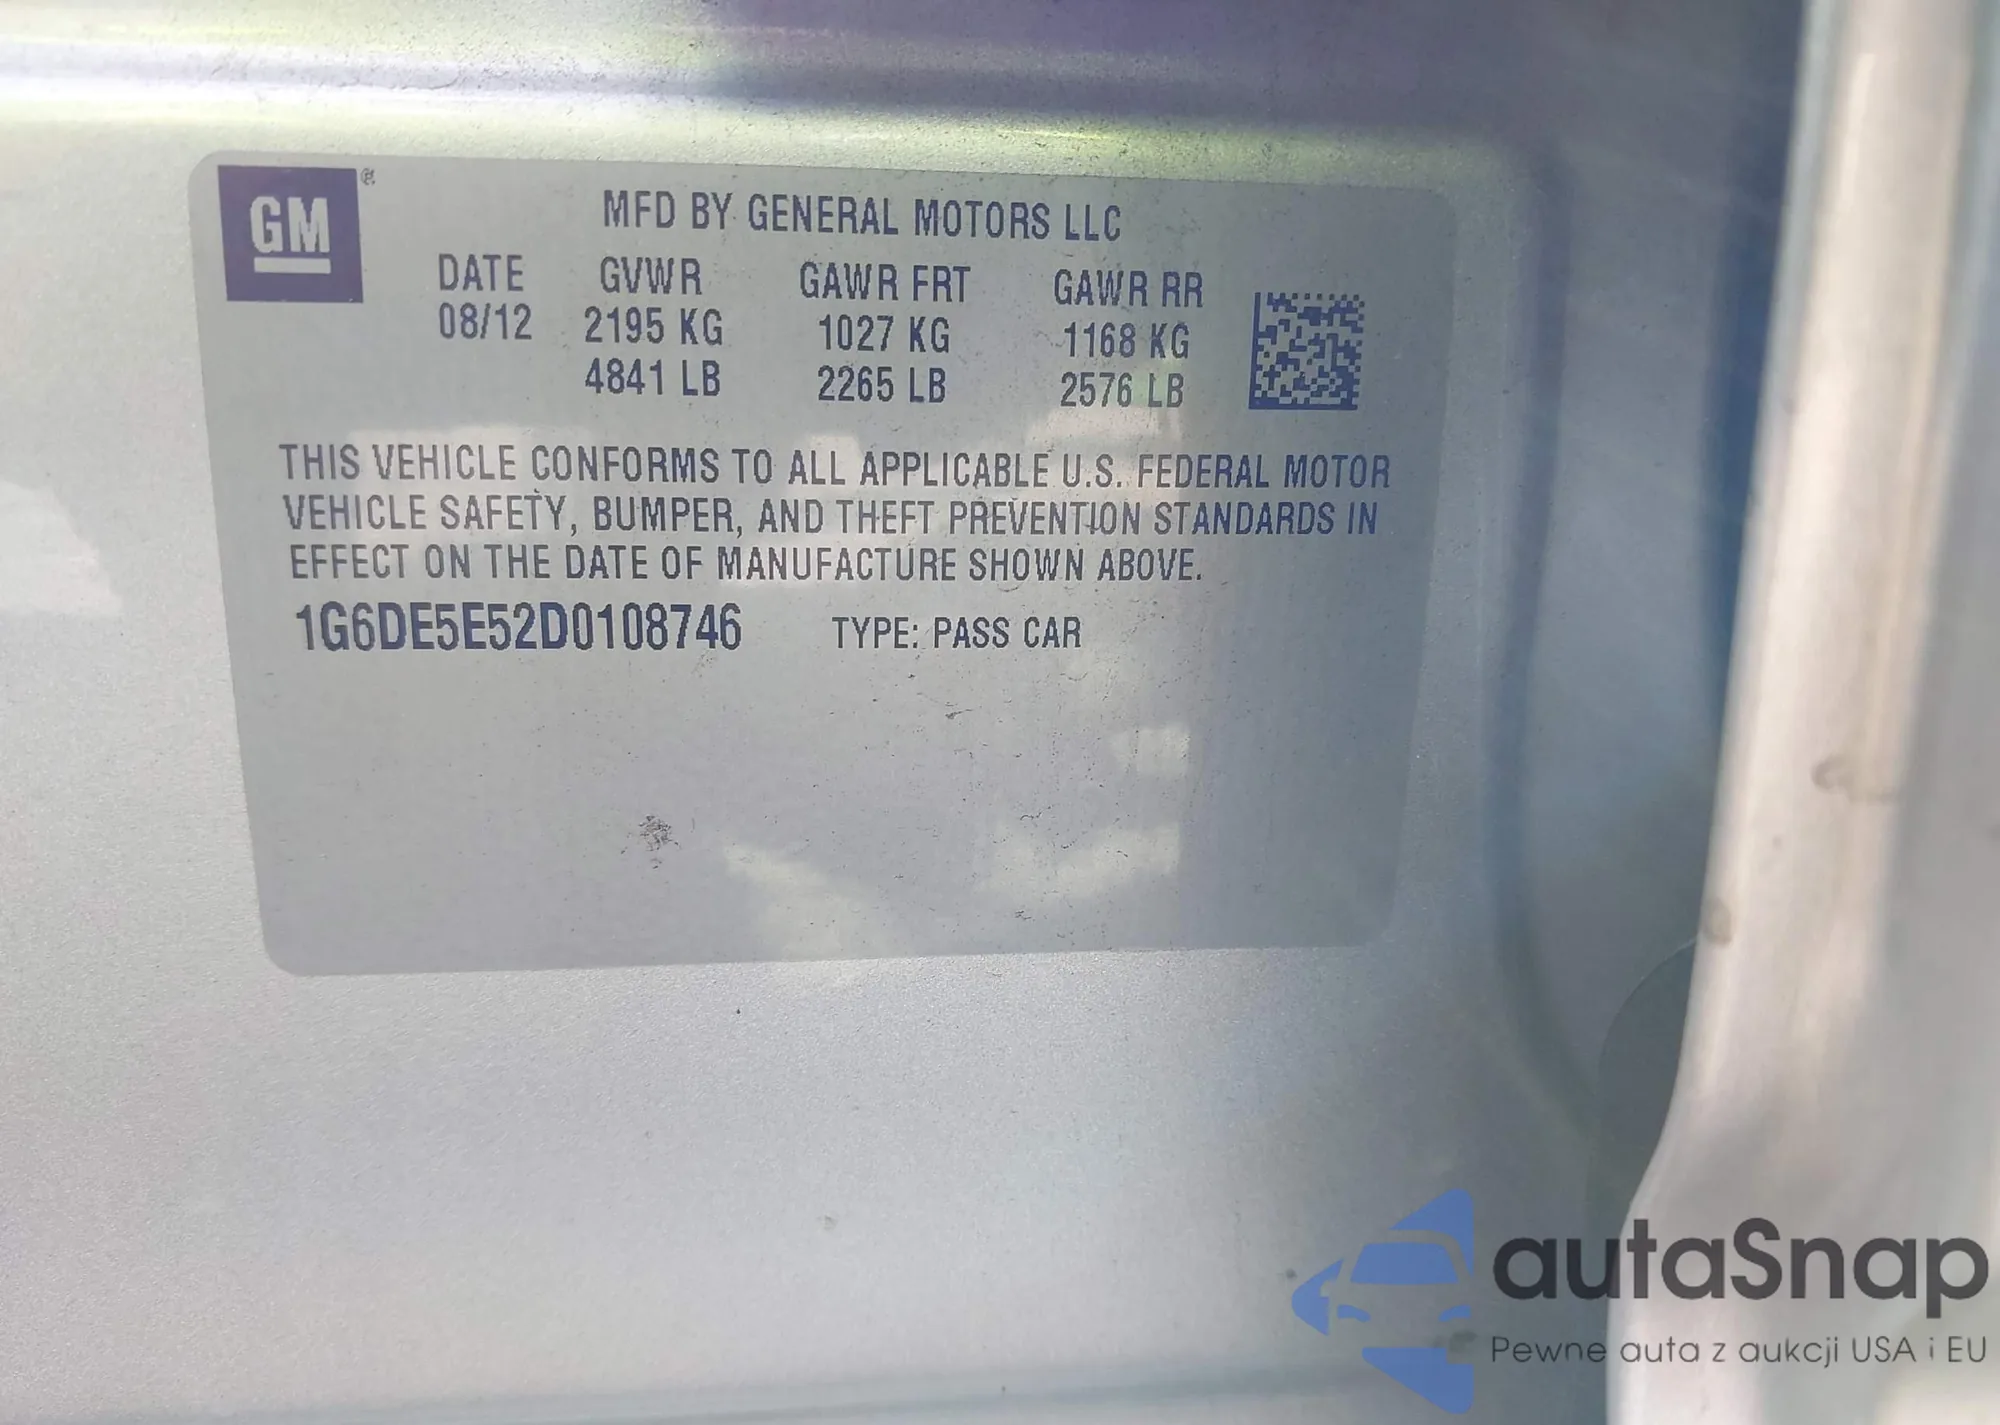 GM®
MFD BY GENERAL MOTORS LLC
DATE GVWR GAWR FRT GAWR RR
08/12 2195 KG 1027 KG 1168 KG
4841 LB 2265 LB 2576 LB
THIS VEHICLE CONFORMS TO ALL APPLICABLE U.S. FEDERAL MOTOR
VEHICLE SAFETY, BUMPER, AND THEFT PREVENTION STANDARDS IN
EFFECT ON THE DATE OF MANUFACTURE SHOWN ABOVE.
1G6DE5E52D0108746 TYPE: PASS CAR
autaSnap
Pewne auta z aukcji USA i EU